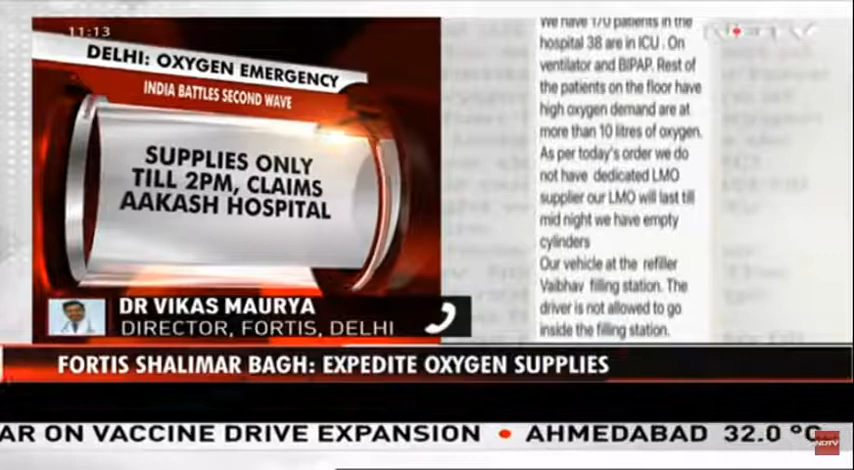 11:13
DELHI: OXYGEN EMERGENCY
INDIA BATTLES SECOND WAVE
SUPPLIES ONLY
TILL 2PM, CLAIMS
AAKASH HOSPITAL
NDTV
We have 170 patients in the
hospital 38 are in ICU . On
ventilator and BIPAP. Rest of
the patients on the floor have
high oxygen demand are at
more than 10 litres of oxygen.
As per today's order we do
not have dedicated LMO
supplier our LMO will last till
mid night we have empty
cylinders
Our vehicle at the refiller
Vaibhav filling station. The
driver is not allowed to go
inside the filling station.
DR VIKAS MAURYA
DIRECTOR, FORTIS, DELHI
FORTIS SHALIMAR BAGH: EXPEDITE OXYGEN SUPPLIES
AR ON VACCINE DRIVE EXPANSION • AHMEDABAD 32.0 °C
NDTV